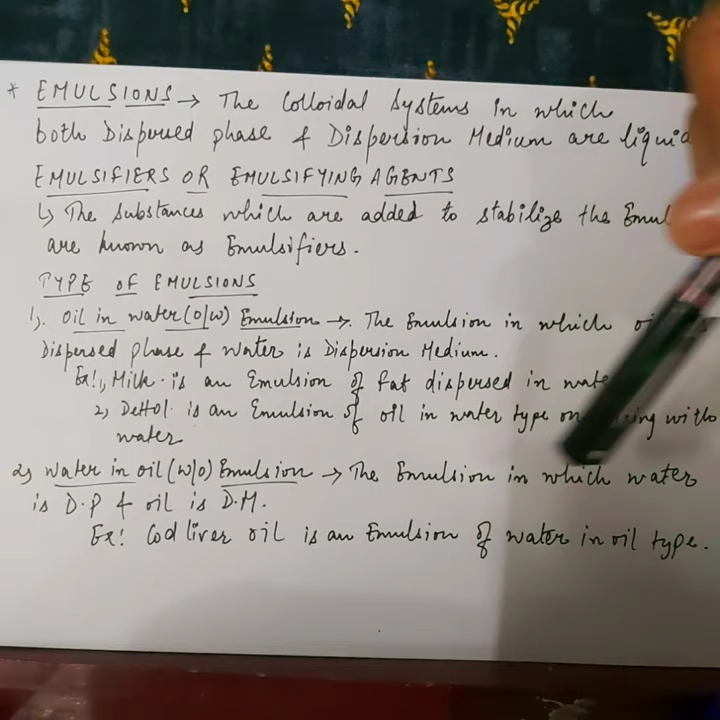 * EMULSIONS → The Colloidal Systems in which
both Dispersed phase & Dispersion Medium are liquid
EMULSIFIERS OR EMULSIFYING AGENTS
↳ The substances which are added to stabilize the Emul
are known as Emulsifiers.
TYPE OF EMULSIONS
1). Oil in water (O/W) Emulsion → The Emulsion in which
Dispersed phase & water is Dispersion Medium.
Ex: 1, Milk is an Emulsion of fat dispersed in wate
2, Dettol is an Emulsion of oil in water type with
water
2) Water in oil (W/O) Emulsion → The Emulsion in which water
is D.P & oil is D.M.
Ex: Cod liver oil is an Emulsion of water in oil type.